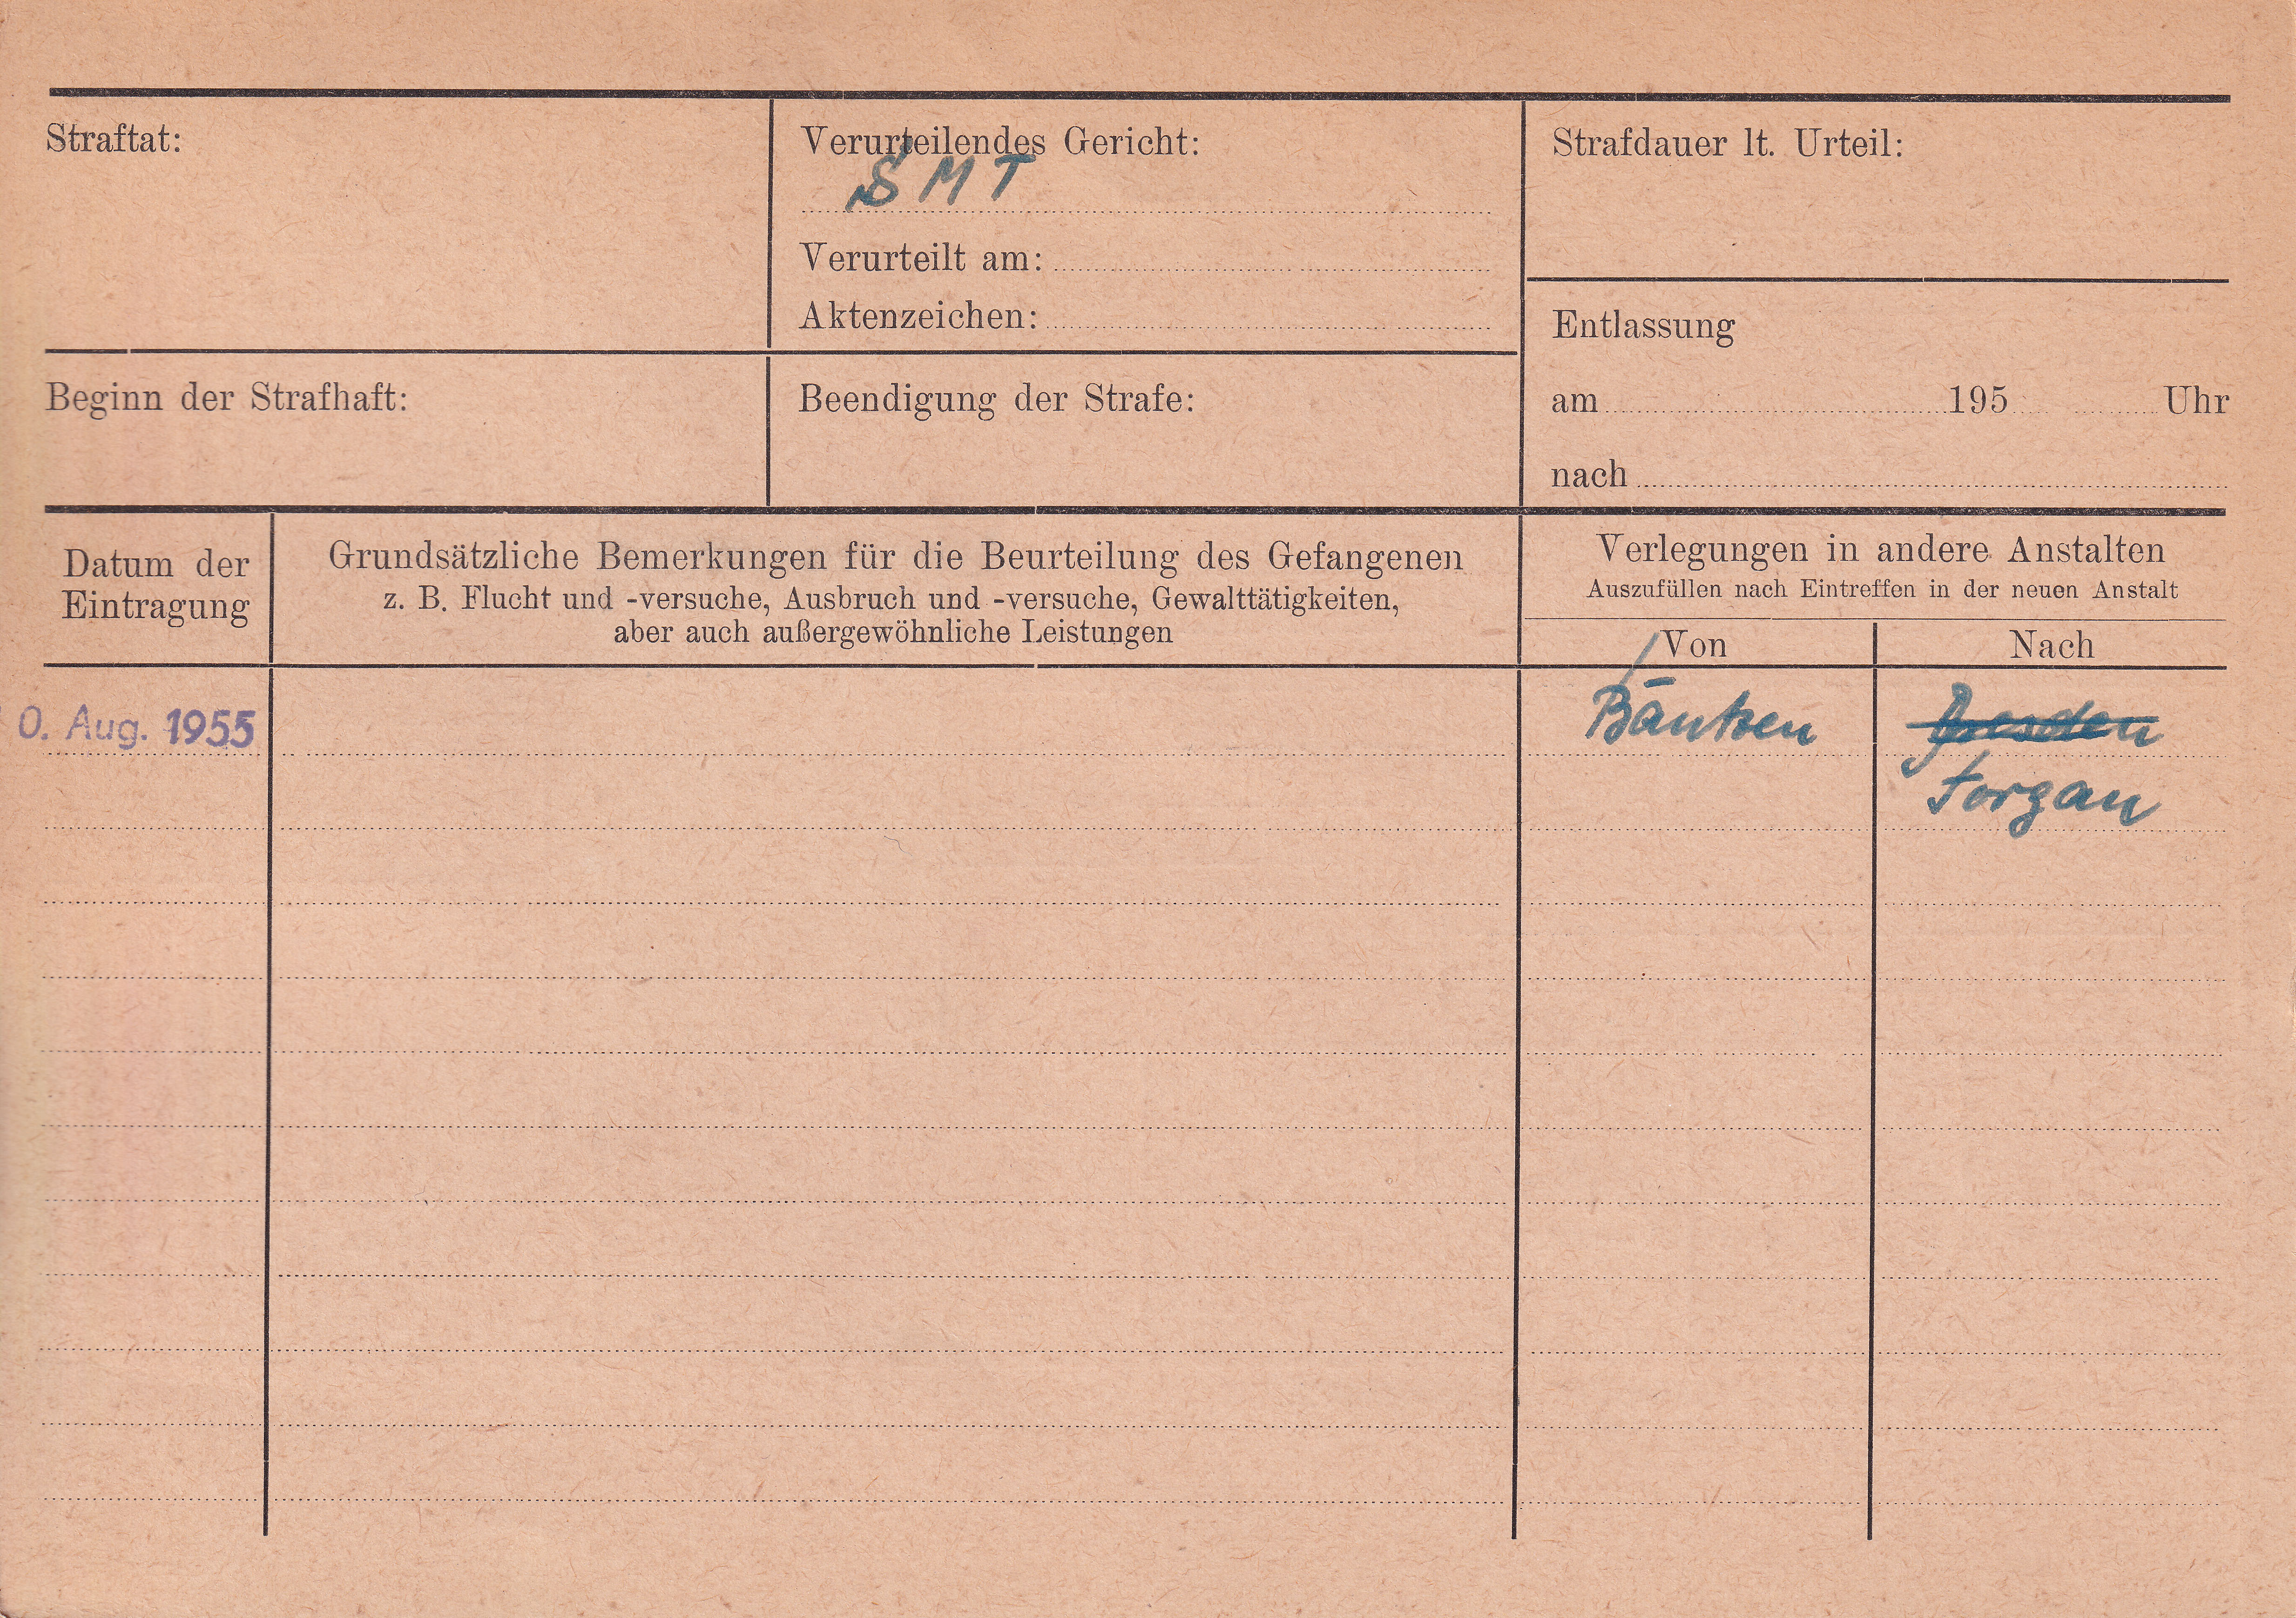 Straftat:
Verurteilendes Gericht:
SMT
Verurteilt am:
Aktenzeichen:
Strafdauer lt. Urteil:
Entlassung
am 195 Uhr
nach
Beginn der Strafhaft:
Beendigung der Strafe:
Datum der
Eintragung
Grundsätzliche Bemerkungen für die Beurteilung des Gefangenen
z. B. Flucht und -versuche, Ausbruch und -versuche, Gewalttätigkeiten,
aber auch außergewöhnliche Leistungen
Verlegungen in andere Anstalten
Auszufüllen nach Eintreffen in der neuen Anstalt
Von
Nach
0. Aug. 1955
Bautzen
Dresden
Torgau